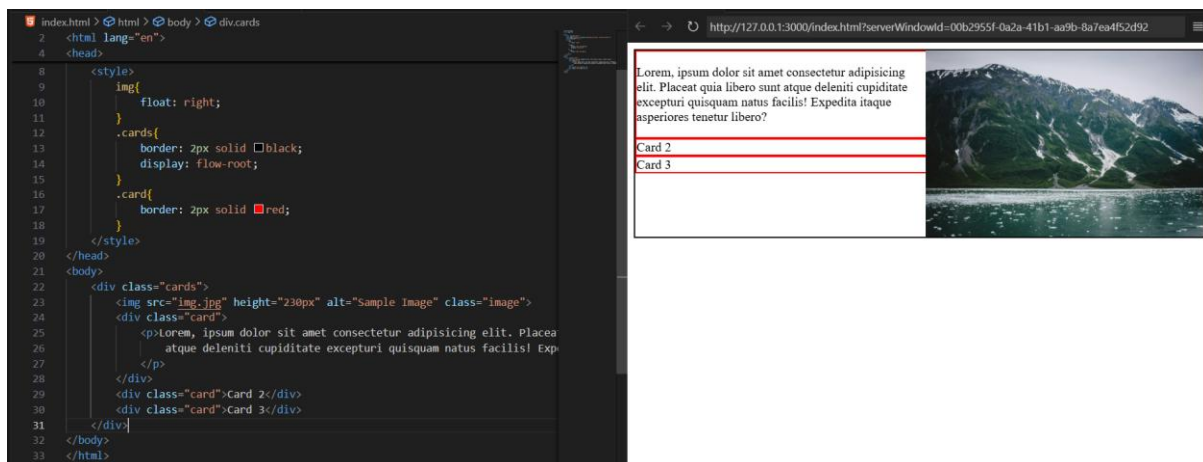 index.html > html > body > div.cards
2 <html lang="en">
4 <head>
8 <style>
9 img{
10 float: right;
11 }
12 .cards{
13 border: 2px solid black;
14 display: flow-root;
15 }
16 .card{
17 border: 2px solid red;
18 }
19 </style>
20 </head>
21 <body>
22 <div class="cards">
23 <img src="img.jpg" height="230px" alt="Sample Image" class="image">
24 <div class="card">
25 <p>Lorem, ipsum dolor sit amet consectetur adipisicing elit. Placeat
26 atque deleniti cupiditate excepturi quisquam natus facilis! Exp
27 </p>
28 </div>
29 <div class="card">Card 2</div>
30 <div class="card">Card 3</div>
31 </div>
32 </body>
33 </html>
http://127.0.0.1:3000/index.html?serverWindowId=00b2955f-0a2a-41b1-aa9b-8a7ea4f52d92
Lorem, ipsum dolor sit amet consectetur adipisicing
elit. Placeat quia libero sunt atque deleniti cupiditate
excepturi quisquam natus facilis! Expedita itaque
asperiores tenetur libero?
Card 2
Card 3